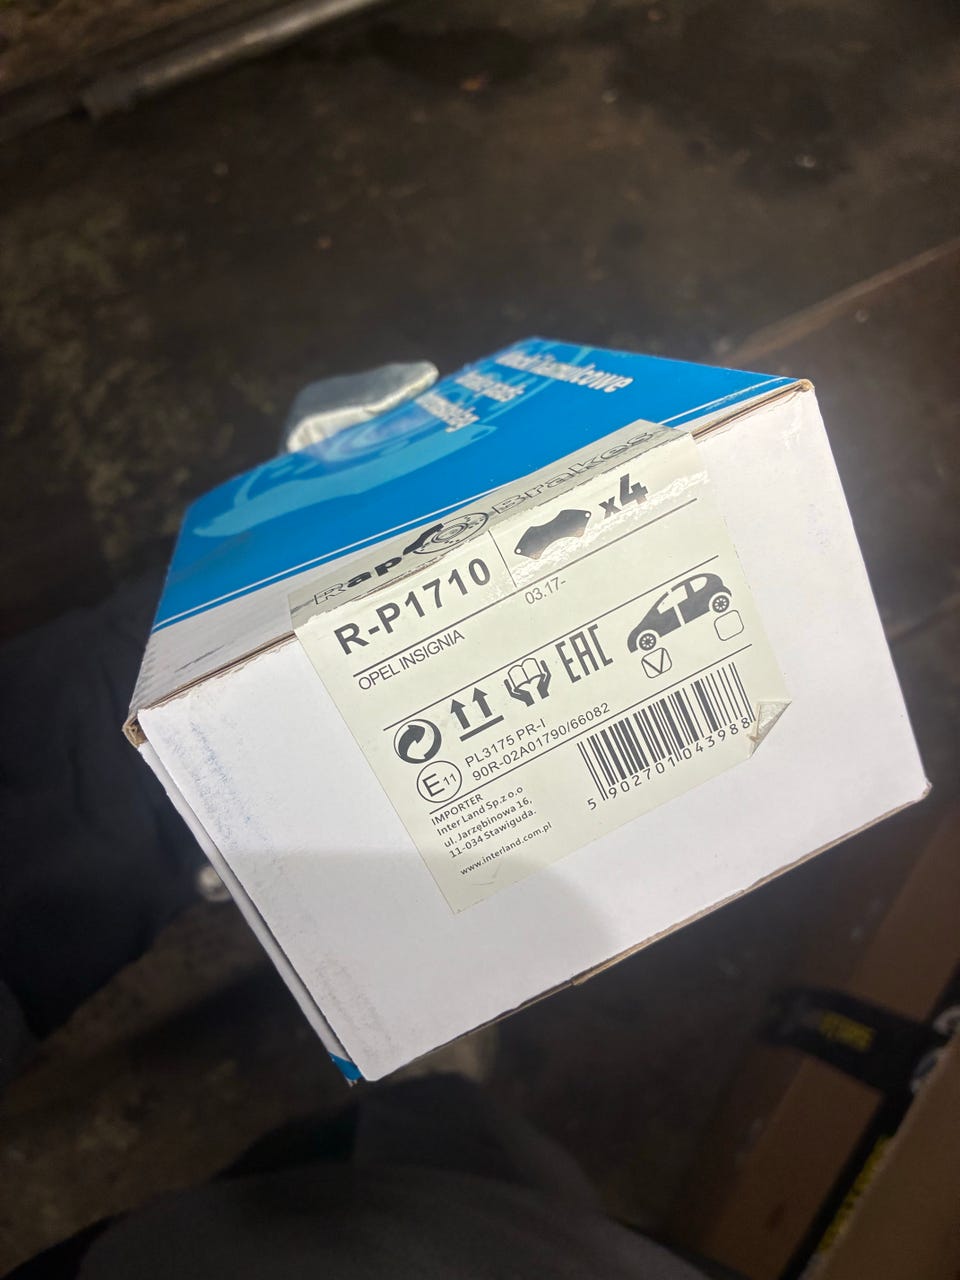 Rap Brakes
x4
R-P1710
OPEL INSIGNIA
03.17-
EAC
E11
PL3175 PR-I
90R-02A01790/66082
5 902701 043988
IMPORTER
Inter Land Sp.z o.o
ul. Jarzębinowa 16,
11-034 Stawiguda.
www.interland.com.pl